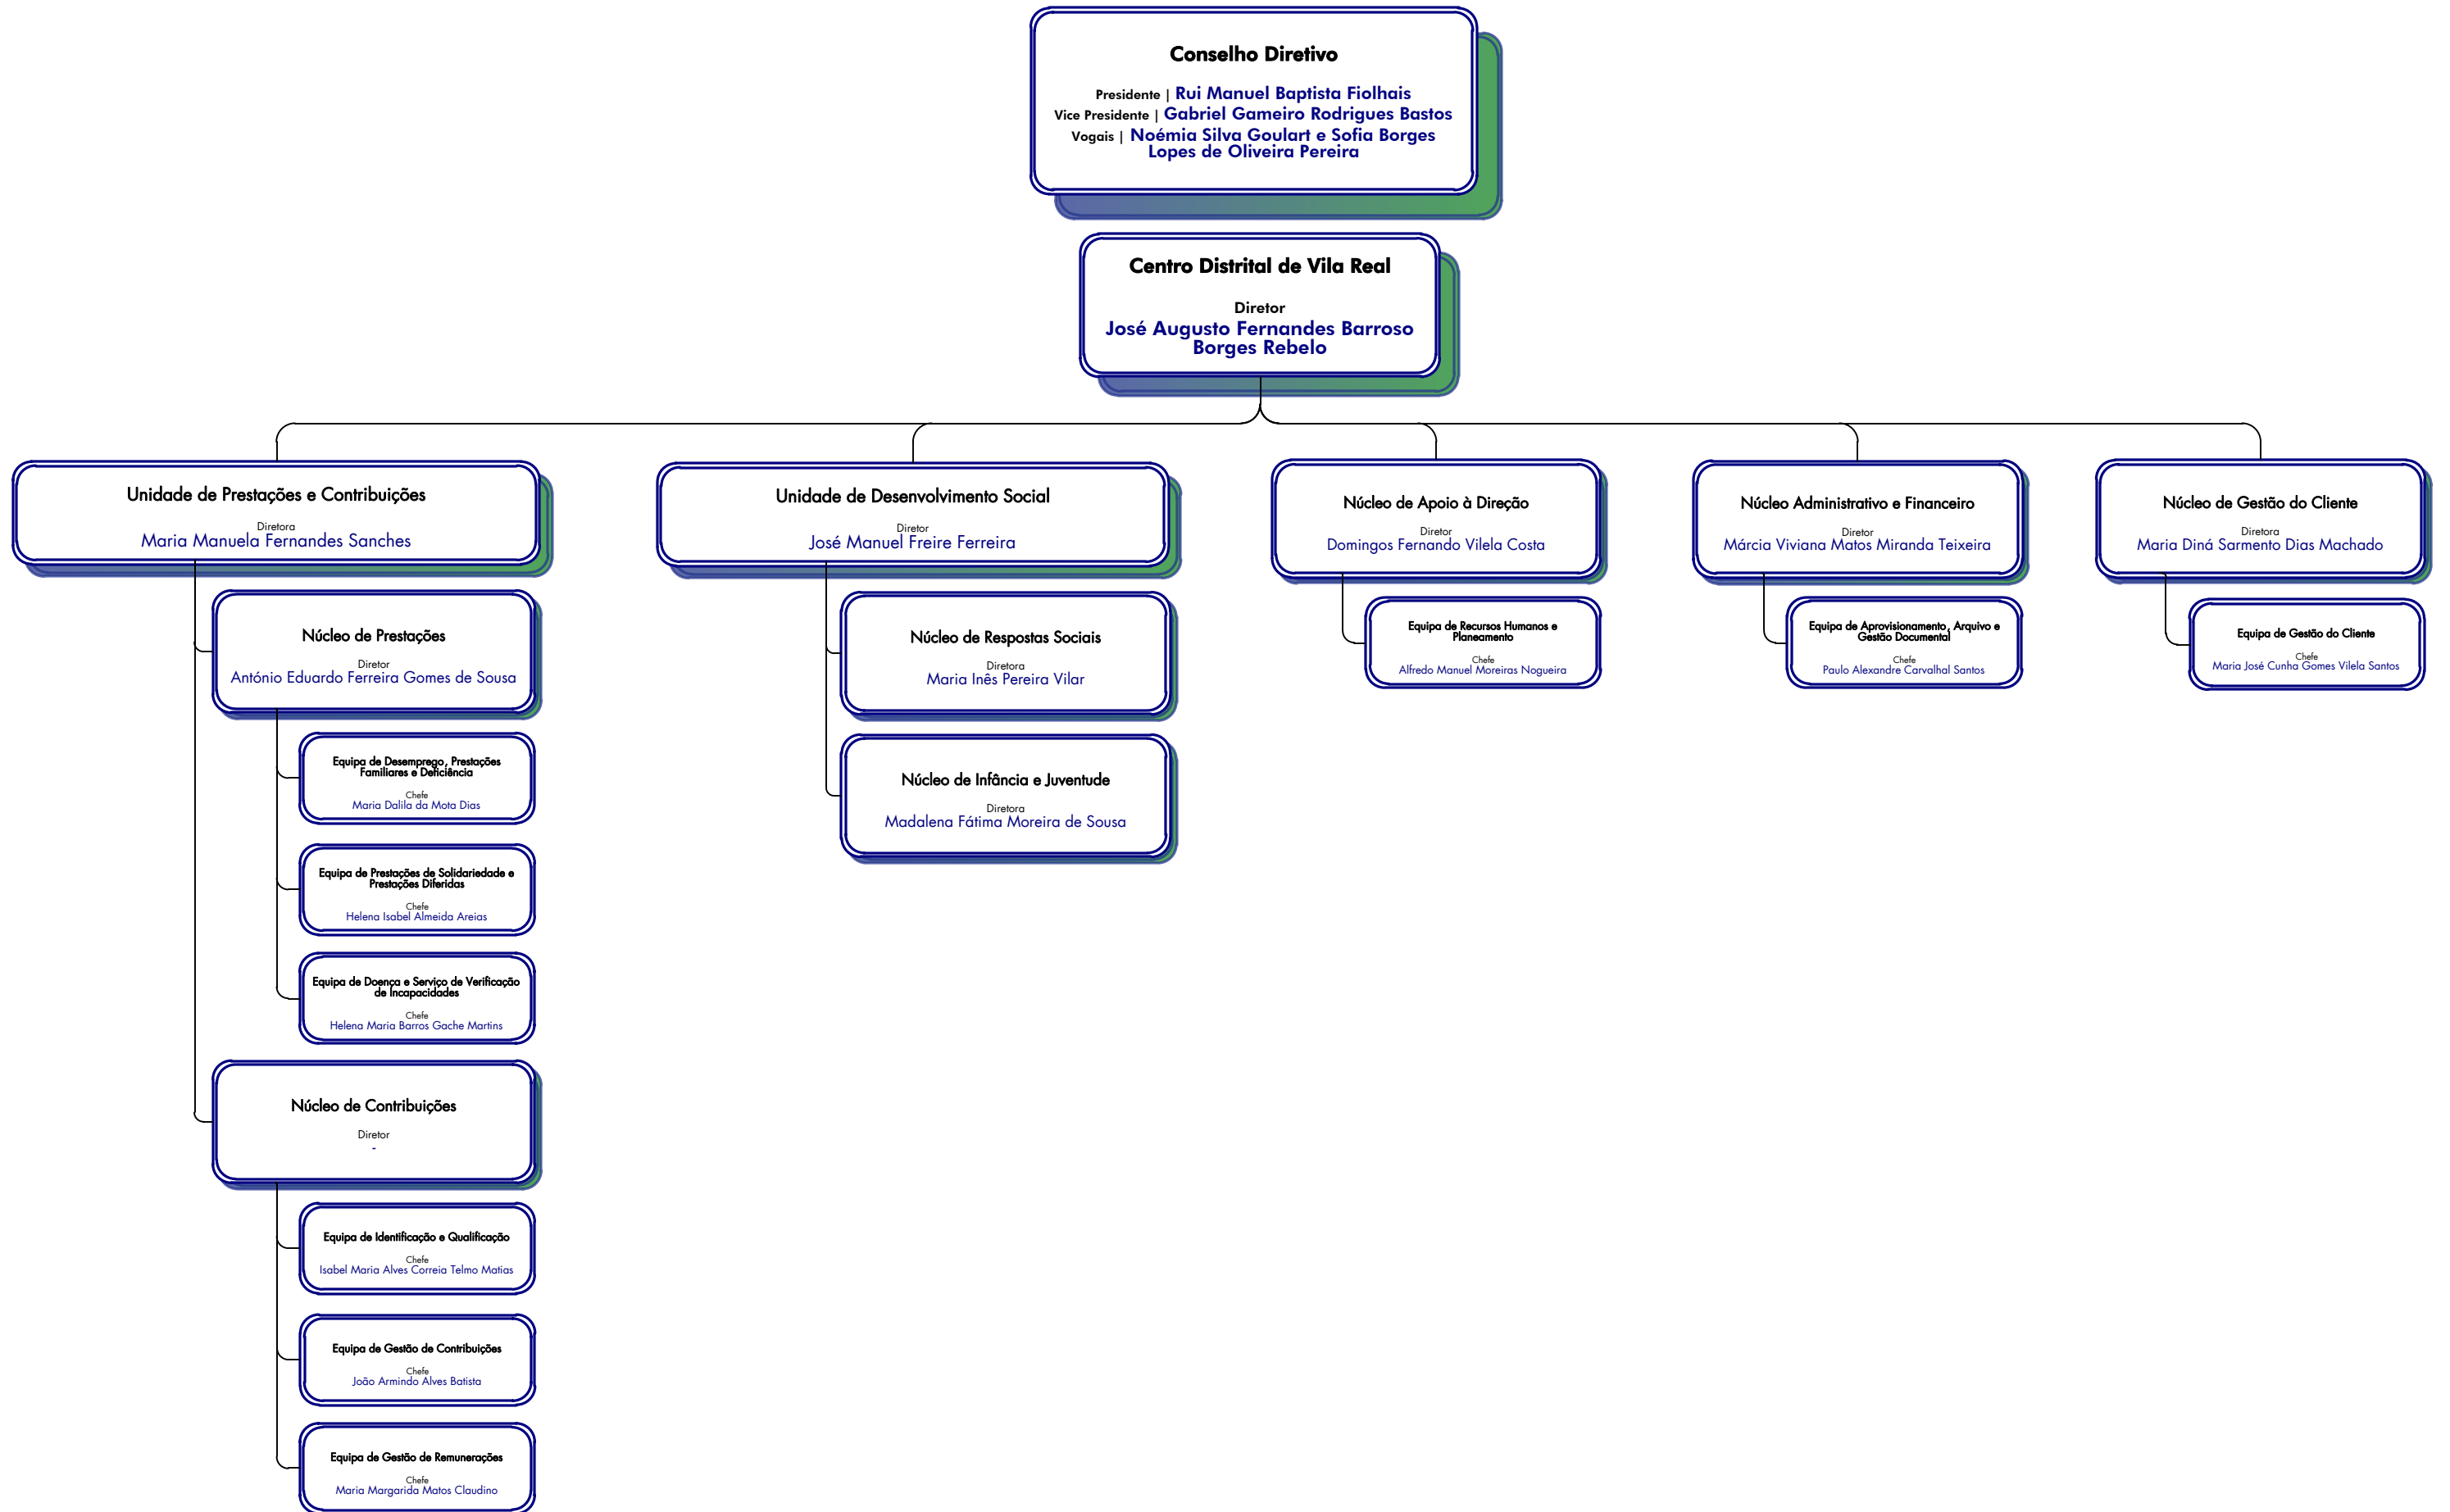 Conselho Diretivo
Presidente | Rui Manuel Baptista Fiolhais
Vice Presidente | Gabriel Gameiro Rodrigues Bastos
Vogais | Noémia Silva Goulart e Sofia Borges
Lopes de Oliveira Pereira
Centro Distrital de Vila Real
Diretor
José Augusto Fernandes Barroso
Borges Rebelo
Unidade de Prestações e Contribuições
Diretora
Maria Manuela Fernandes Sanches
Núcleo de Prestações
Diretor
António Eduardo Ferreira Gomes de Sousa
Equipa de Desemprego, Prestações
Familiares e Deficiência
Chefe
Maria Dalila da Mota Dias
Equipa de Prestações de Solidariedade e
Prestações Diferidas
Chefe
Helena Isabel Almeida Areias
Equipa de Doença e Serviço de Verificação
de Incapacidades
Chefe
Helena Maria Barros Gache Martins
Núcleo de Contribuições
Diretor
-
Equipa de Identificação e Qualificação
Chefe
Isabel Maria Alves Correia Telmo Matias
Equipa de Gestão de Contribuições
Chefe
João Armindo Alves Batista
Equipa de Gestão de Remunerações
Chefe
Maria Margarida Matos Claudino
Unidade de Desenvolvimento Social
Diretor
José Manuel Freire Ferreira
Núcleo de Respostas Sociais
Diretora
Maria Inês Pereira Vilar
Núcleo de Infância e Juventude
Diretora
Madalena Fátima Moreira de Sousa
Núcleo de Apoio à Direção
Diretor
Domingos Fernando Vilela Costa
Equipa de Recursos Humanos e
Planeamento
Chefe
Alfredo Manuel Moreiras Nogueira
Núcleo Administrativo e Financeiro
Diretor
Márcia Viviana Matos Miranda Teixeira
Equipa de Aprovisionamento, Arquivo e
Gestão Documental
Chefe
Paulo Alexandre Carvalhal Santos
Núcleo de Gestão do Cliente
Diretora
Maria Diná Sarmento Dias Machado
Equipa de Gestão do Cliente
Chefe
Maria José Cunha Gomes Vilela Santos